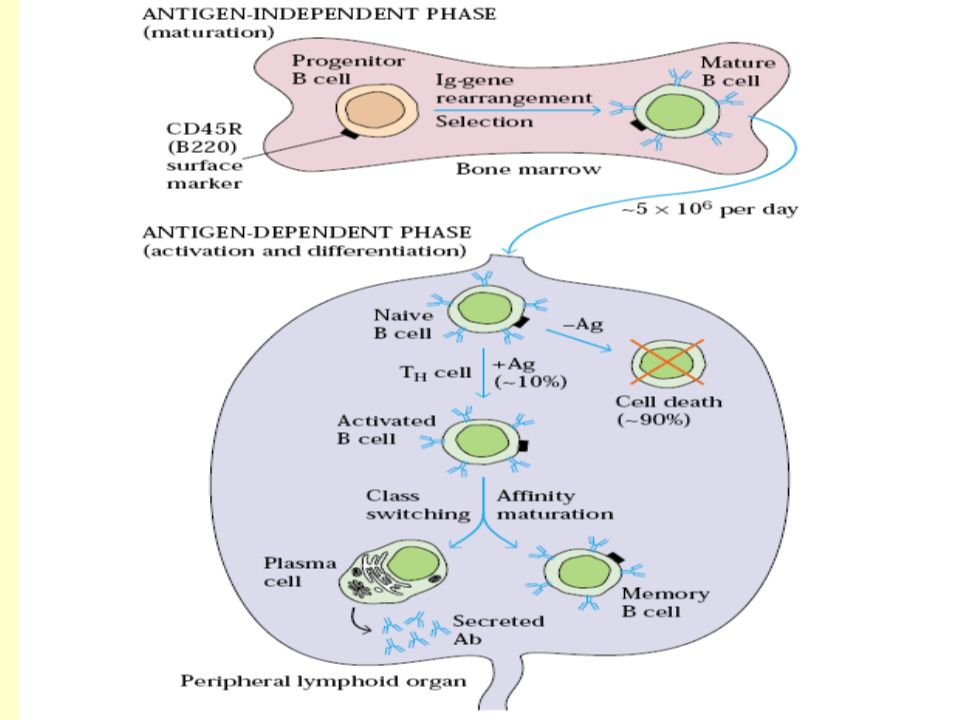 ANTIGEN-INDEPENDENT PHASE
(maturation)
Progenitor
B cell
Ig-gene
rearrangement
Selection
Mature
B cell
CD45R
(B220)
surface
marker
Bone marrow
~5 × 10⁶ per day
ANTIGEN-DEPENDENT PHASE
(activation and differentiation)
Naive
B cell
–Ag
T_H cell
+Ag
(~10%)
Cell death
(~90%)
Activated
B cell
Class
switching
Affinity
maturation
Plasma
cell
Memory
B cell
Secreted
Ab
Peripheral lymphoid organ